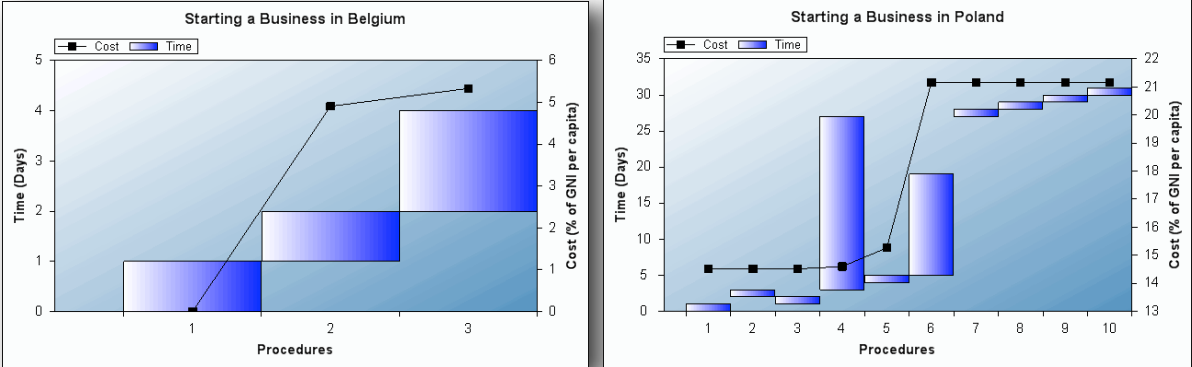 Starting a Business in Belgium
Cost Time
5
4
3
2
1
0
6
5
4
3
2
1
0
Time (Days)
Cost (% of GNI per capita)
1 2 3
Procedures
Starting a Business in Poland
Cost Time
35
30
25
20
15
10
5
0
22
21
20
19
18
17
16
15
14
13
Time (Days)
Cost (% of GNI per capita)
1 2 3 4 5 6 7 8 9 10
Procedures